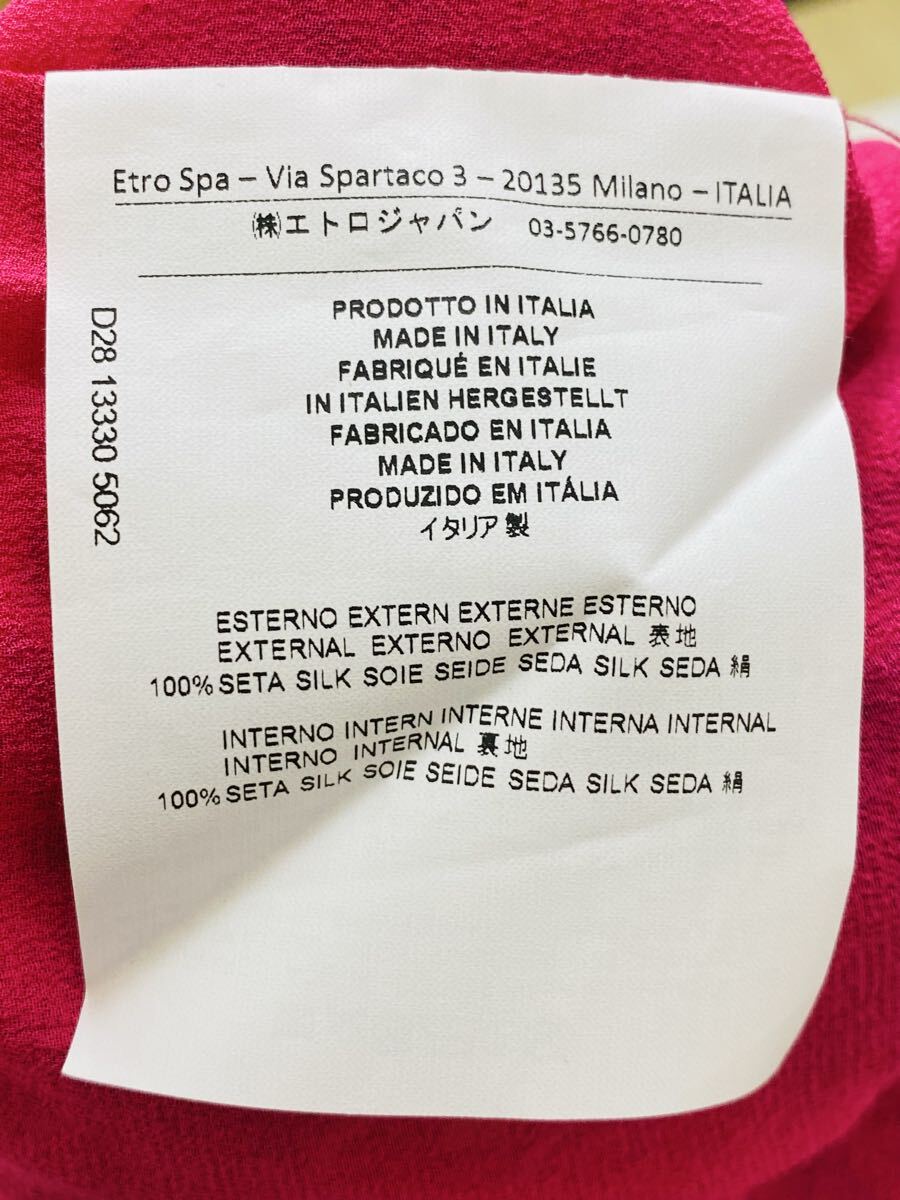 Etro Spa – Via Spartaco 3 – 20135 Milano – ITALIA
㈱エトロジャパン 03-5766-0780
D28 13330 5062
PRODOTTO IN ITALIA
MADE IN ITALY
FABRIQUÉ EN ITALIE
IN ITALIEN HERGESTELLT
FABRICADO EN ITALIA
MADE IN ITALY
PRODUZIDO EM ITÁLIA
イタリア製
ESTERNO EXTERN EXTERNE ESTERNO
EXTERNAL EXTERNO EXTERNAL 表地
100% SETA SILK SOIE SEIDE SEDA SILK SEDA 絹
INTERNO INTERN INTERNE INTERNA INTERNAL
INTERNO INTERNAL 裏地
100% SETA SILK SOIE SEIDE SEDA SILK SEDA 絹